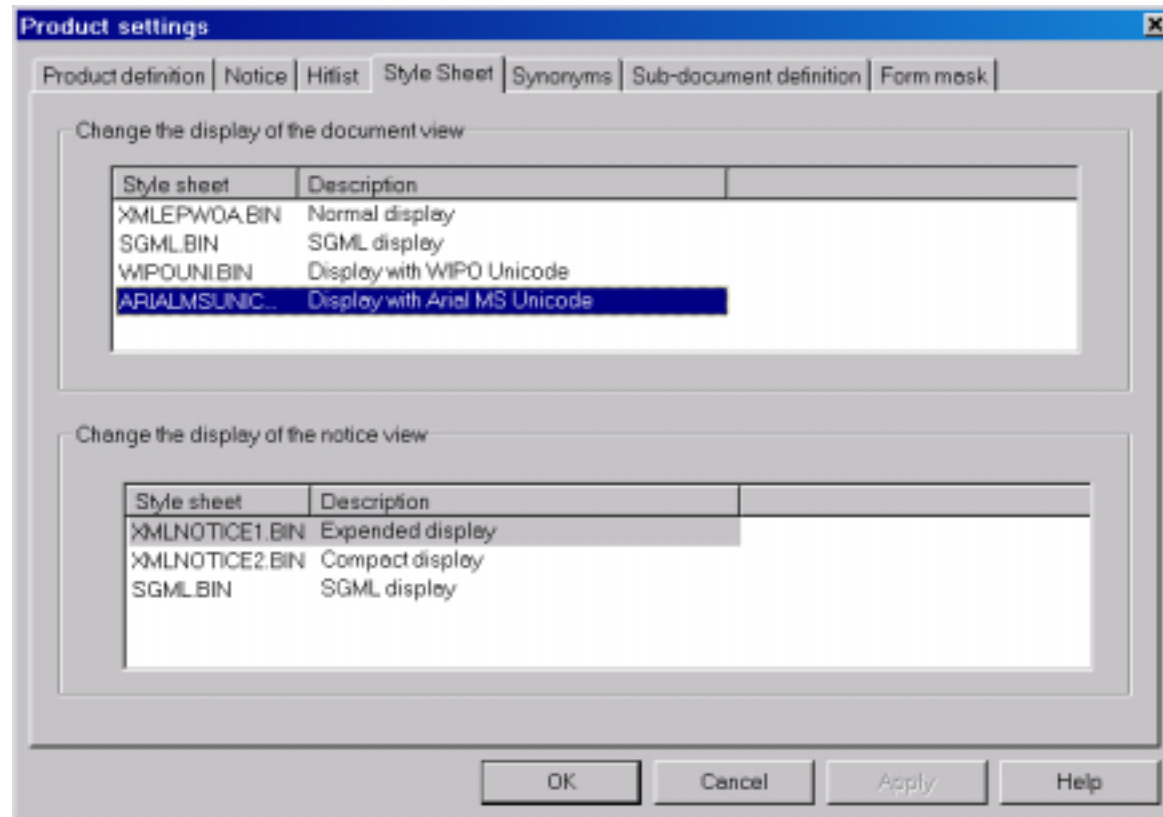 Product settings
Product definition Notice Hitlist Style Sheet Synonyms Sub-document definition Form mask
Change the display of the document view
Style sheet Description
XMLEPWOA.BIN Normal display
SGML.BIN SGML display
WIPOUNI.BIN Display with WIPO Unicode
ARIALMSUNIC... Display with Arial MS Unicode
Change the display of the notice view
Style sheet Description
XMLNOTICE1.BIN Expended display
XMLNOTICE2.BIN Compact display
SGML.BIN SGML display
OK Cancel Apply Help